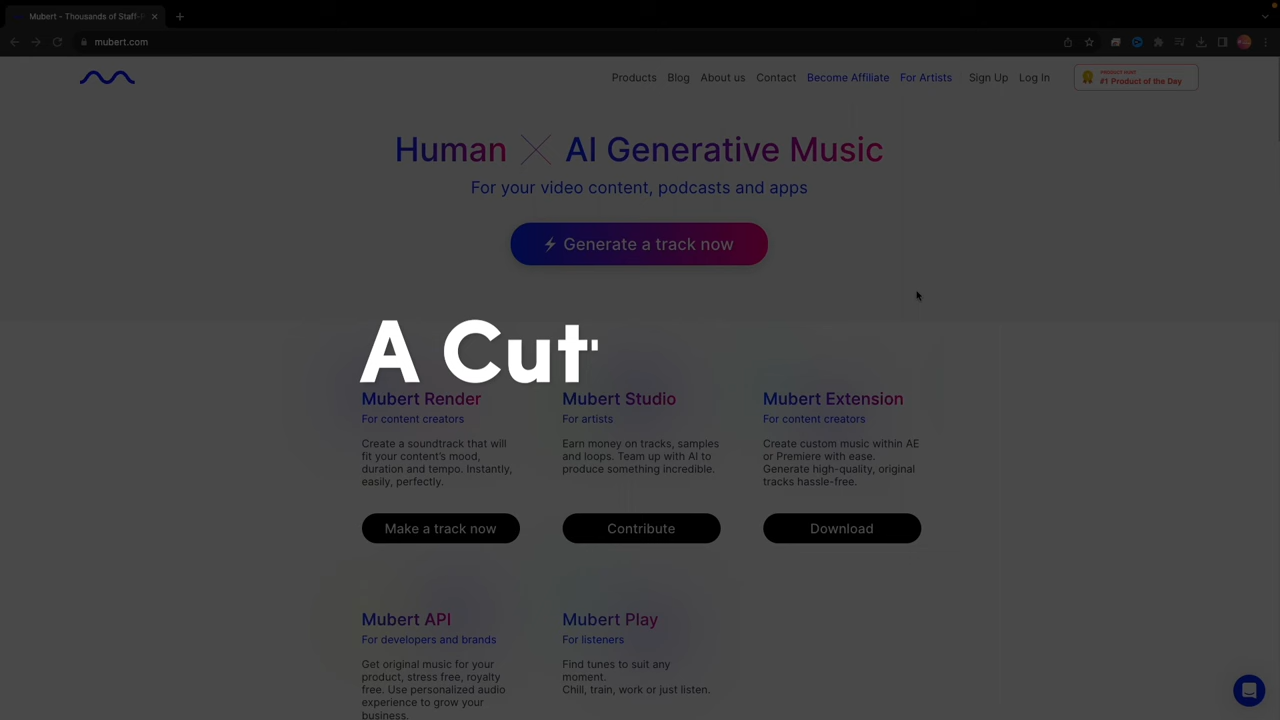 Mubert - Thousands of Staff-P
mubert.com
Products Blog About us Contact Become Affiliate For Artists Sign Up Log In
PRODUCT HUNT
#1 Product of the Day
Human X AI Generative Music
For your video content, podcasts and apps
Generate a track now
A Cut
Mubert Render
For content creators
Create a soundtrack that will
fit your content's mood,
duration and tempo. Instantly,
easily, perfectly.
Make a track now
Mubert Studio
For artists
Earn money on tracks, samples
and loops. Team up with AI to
produce something incredible.
Contribute
Mubert Extension
For content creators
Create custom music within AE
or Premiere with ease.
Generate high-quality, original
tracks hassle-free.
Download
Mubert API
For developers and brands
Get original music for your
product, stress free, royalty
free. Use personalized audio
experience to grow your
business.
Mubert Play
For listeners
Find tunes to suit any
moment.
Chill, train, work or just listen.